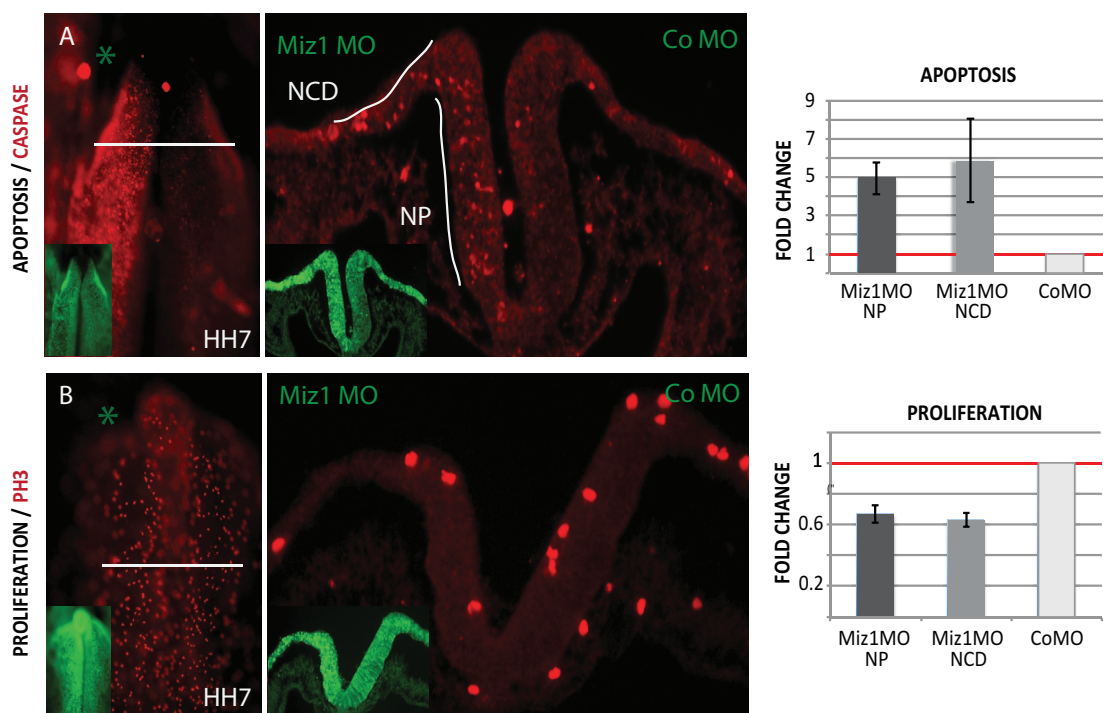 APOPTOSIS / CASPASE
A
*
HH7
Miz1 MO
Co MO
NCD
NP
APOPTOSIS
FOLD CHANGE
9
7
5
3
1
Miz1MO
NP
Miz1MO
NCD
CoMO
PROLIFERATION / PH3
B
*
HH7
Miz1 MO
Co MO
PROLIFERATION
FOLD CHANGE
1
0.6
0.2
Miz1MO
NP
Miz1MO
NCD
CoMO